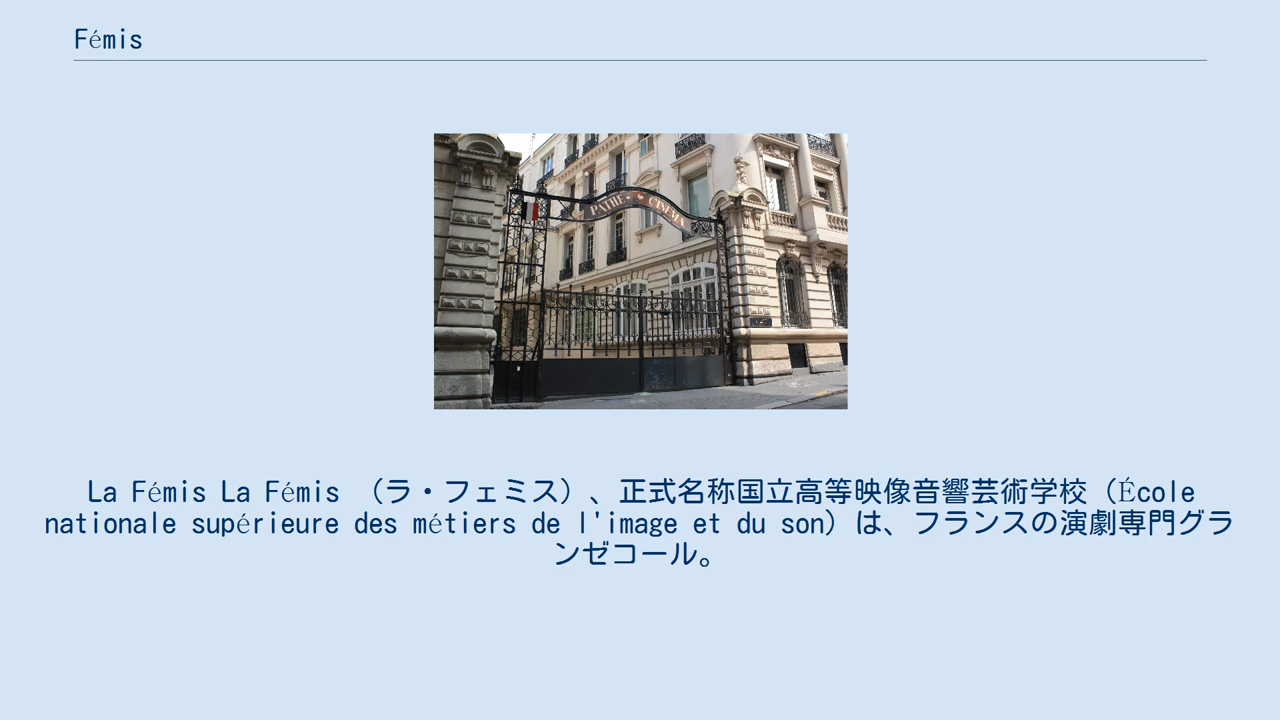 Fémis
PATHE CINEMA
La Fémis La Fémis （ラ・フェミス）、正式名称国立高等映像音響芸術学校（École
nationale supérieure des métiers de l'image et du son）は、フランスの演劇専門グラ
ンゼコール。